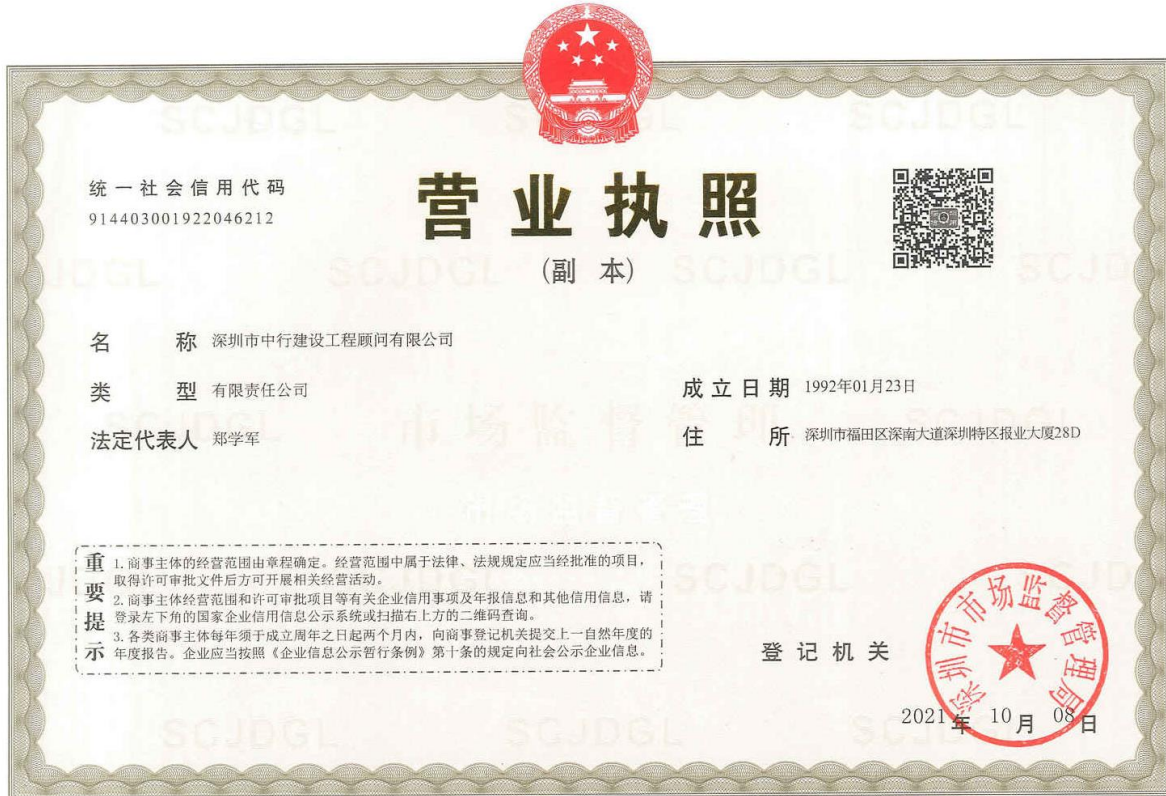 统一社会信用代码
914403001922046212
营业执照
(副 本)
名 称 深圳市中行建设工程顾问有限公司
类 型 有限责任公司
法定代表人 郑学军
成立日期 1992年01月23日
住 所 深圳市福田区深南大道深圳特区报业大厦28D
重要提示
1. 商事主体的经营范围由章程确定。经营范围中属于法律、法规规定应当经批准的项目，
取得许可审批文件后方可开展相关经营活动。
2. 商事主体经营范围和许可审批项目等有关企业信用事项及年报信息和其他信用信息，请
登录左下角的国家企业信用信息公示系统或扫描右上方的二维码查询。
3. 各类商事主体每年须于成立周年之日起两个月内，向商事登记机关提交上一自然年度的
年度报告。企业应当按照《企业信息公示暂行条例》第十条的规定向社会公示企业信息。
登记机关
深圳市市场监督管理局
2021年 10月 08日
SCJDGL
市场监督管理